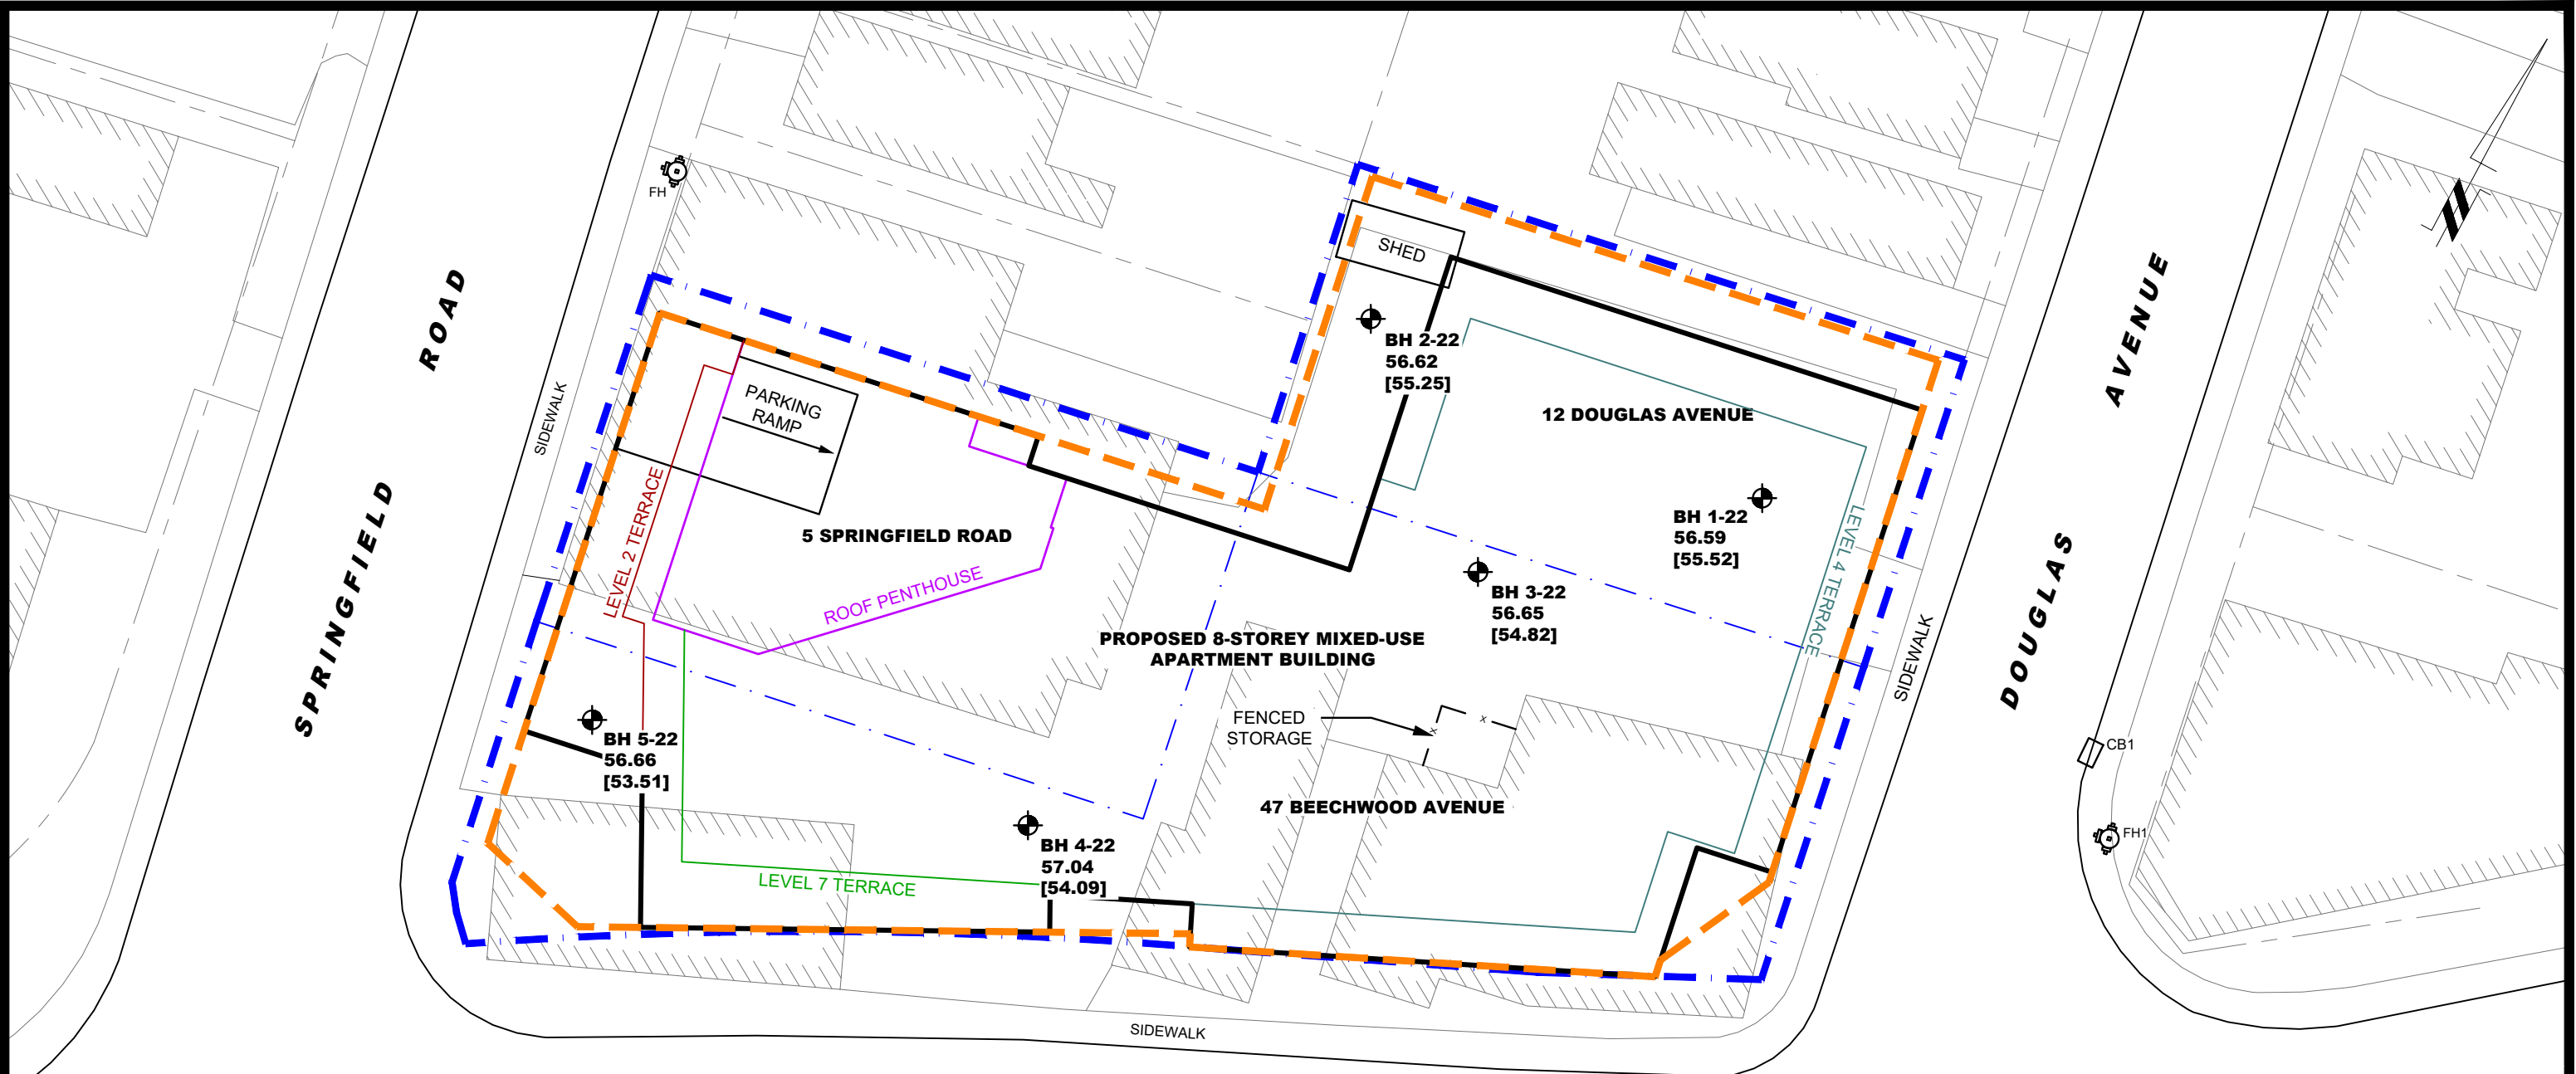 FH
SHED
ROAD
AVENUE
SIDEWALK
PARKING
RAMP
BH 2-22
56.62
[55.25]
12 DOUGLAS AVENUE
LEVEL 2 TERRACE
5 SPRINGFIELD ROAD
BH 1-22
56.59
[55.52]
LEVEL 4 TERRACE
SPRINGFIELD
ROOF PENTHOUSE
BH 3-22
56.65
[54.82]
DOUGLAS
PROPOSED 8-STOREY MIXED-USE
APARTMENT BUILDING
SIDEWALK
FENCED
STORAGE
x
x
BH 5-22
56.66
[53.51]
CB1
47 BEECHWOOD AVENUE
FH1
BH 4-22
57.04
[54.09]
LEVEL 7 TERRACE
SIDEWALK